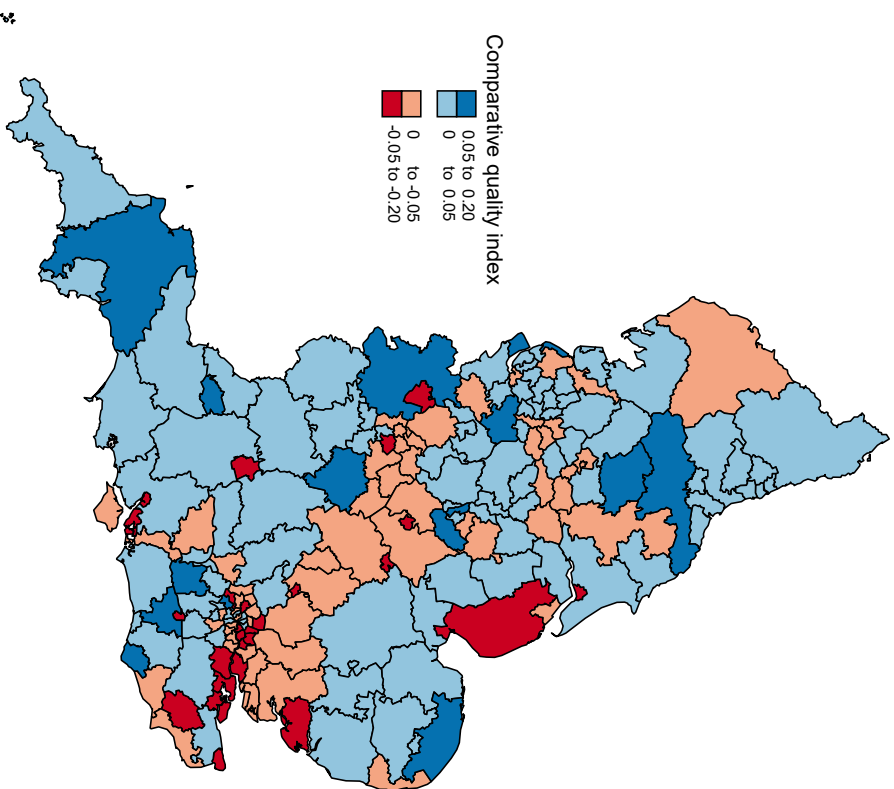 Comparative quality index
0.05 to 0.20
0 to 0.05
0 to -0.05
-0.05 to -0.20